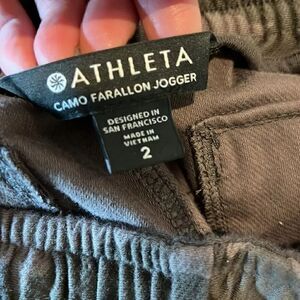 ATHLETA
CAMO FARALLON JOGGER
DESIGNED IN
SAN FRANCISCO
MADE IN
VIETNAM
2